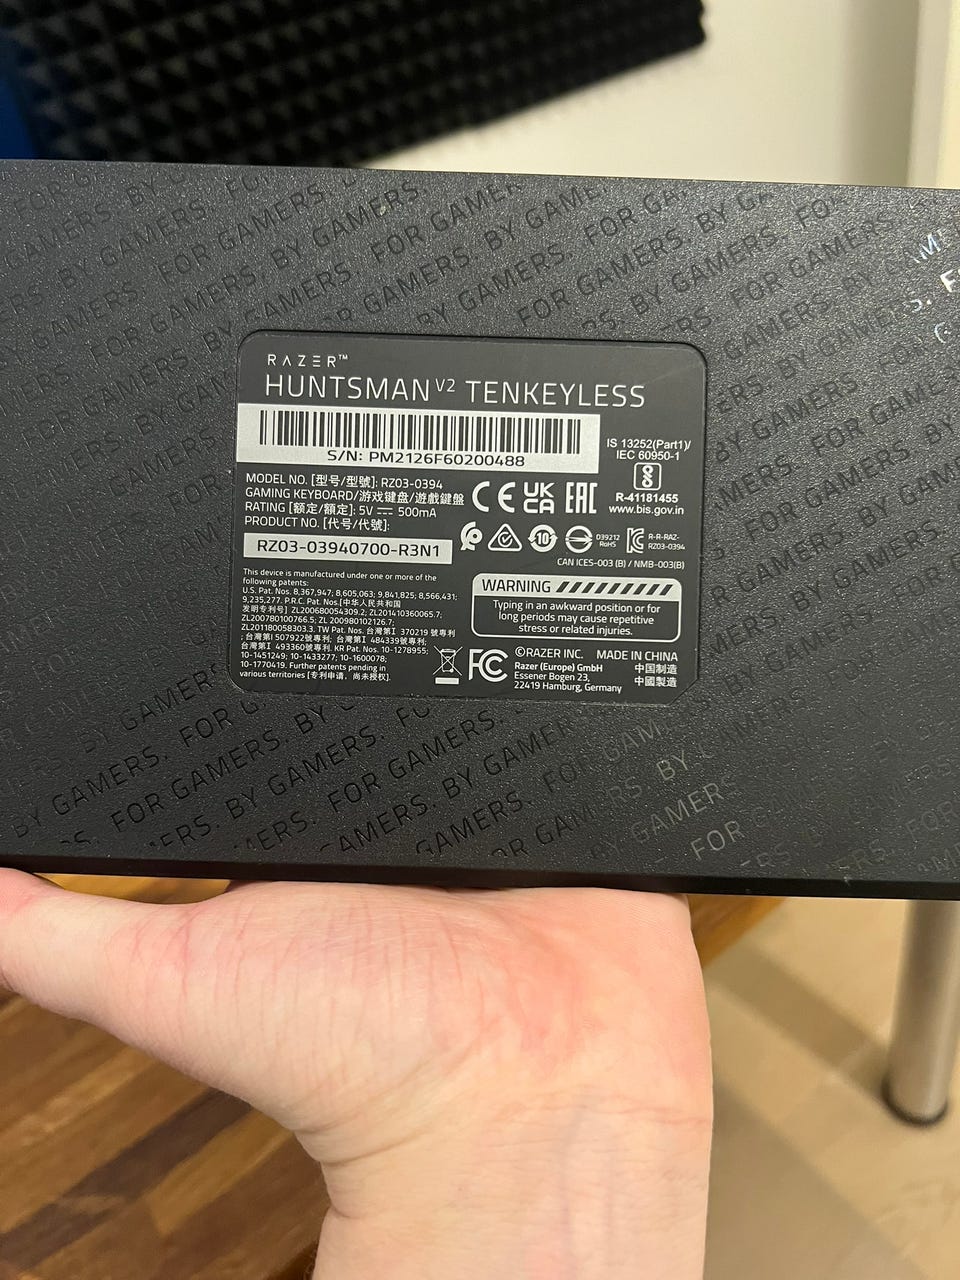 RAZER™
HUNTSMAN V2 TENKEYLESS
S/N: PM2126F60200488
IS 13252(Part1)/
IEC 60950-1
R-41181455
www.bis.gov.in
MODEL NO. [型号/型號]: RZ03-0394
GAMING KEYBOARD/游戏键盘/遊戲鍵盤
RATING [额定/額定]: 5V ⎓ 500mA
PRODUCT NO. [代号/代號]:
RZ03-03940700-R3N1
CE UK CA EAC
10
039212
RoHS
R-R-RAZ-
RZ03-0394
CAN ICES-003 (B) / NMB-003(B)
This device is manufactured under one or more of the
following patents:
U.S. Pat. Nos. 8,367,947; 8,605,063; 9,841,825; 8,566,431;
9,235,277. P.R.C. Pat. Nos.[中华人民共和国
发明专利号] ZL200680054309.2; ZL201410360065.7;
ZL200780100766.5; ZL 200980102126.7;
ZL201180058303.3. TW Pat. Nos. 台灣第I 370219 號專利
; 台灣第I 507922號專利; 台灣第I 484339號專利
; 台灣第I 493360號專利. KR Pat. Nos. 10-1278955;
10-1451249; 10-1433277; 10-1600078;
10-1770419. Further patents pending in
various territories [专利申请，尚未授权].
WARNING
Typing in an awkward position or for
long periods may cause repetitive
stress or related injuries.
FC
©RAZER INC. MADE IN CHINA
Razer (Europe) GmbH 中国制造
Essener Bogen 23, 中國製造
22419 Hamburg, Germany
FOR GAMERS. BY GAMERS.